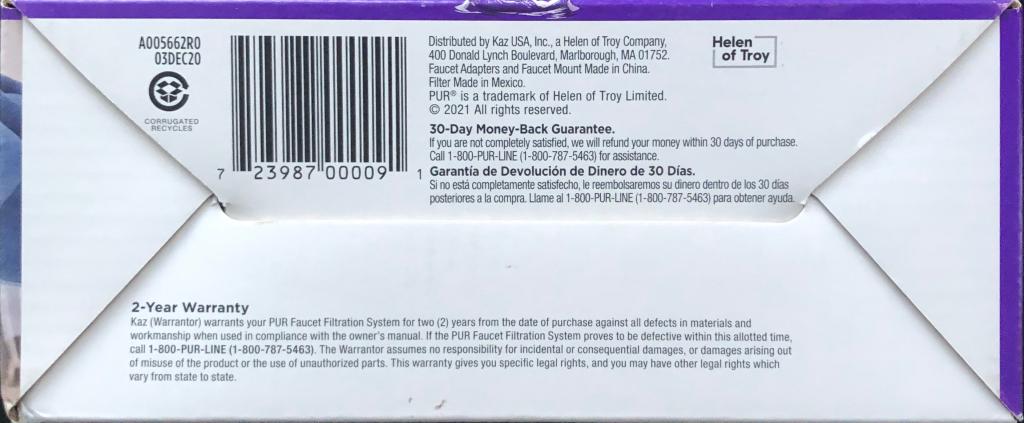 A005662R0
03DEC20
CORRUGATED
RECYCLES
7 23987 00009 1
Distributed by Kaz USA, Inc., a Helen of Troy Company,
400 Donald Lynch Boulevard, Marlborough, MA 01752.
Faucet Adapters and Faucet Mount Made in China.
Filter Made in Mexico.
PUR® is a trademark of Helen of Troy Limited.
© 2021 All rights reserved.
Helen
of Troy
30-Day Money-Back Guarantee.
If you are not completely satisfied, we will refund your money within 30 days of purchase.
Call 1-800-PUR-LINE (1-800-787-5463) for assistance.
Garantía de Devolución de Dinero de 30 Días.
Si no está completamente satisfecho, le reembolsaremos su dinero dentro de los 30 días
posteriores a la compra. Llame al 1-800-PUR-LINE (1-800-787-5463) para obtener ayuda.
2-Year Warranty
Kaz (Warrantor) warrants your PUR Faucet Filtration System for two (2) years from the date of purchase against all defects in materials and
workmanship when used in compliance with the owner's manual. If the PUR Faucet Filtration System proves to be defective within this allotted time,
call 1-800-PUR-LINE (1-800-787-5463). The Warrantor assumes no responsibility for incidental or consequential damages, or damages arising out
of misuse of the product or the use of unauthorized parts. This warranty gives you specific legal rights, and you may have other legal rights which
vary from state to state.